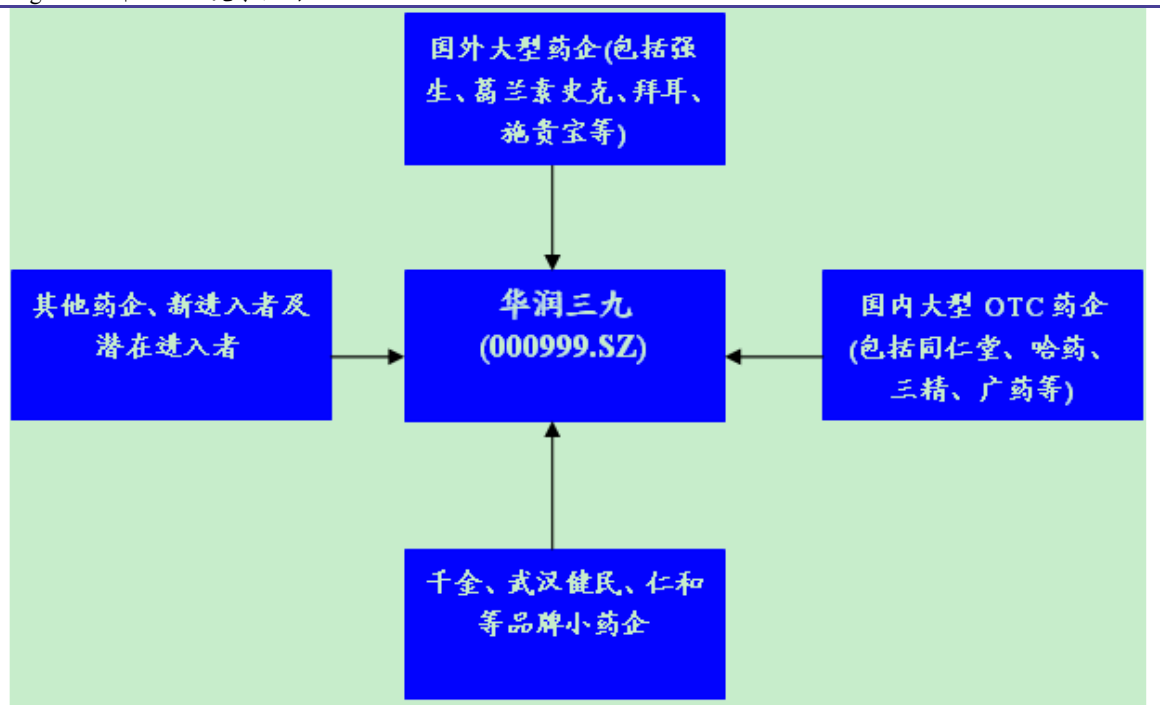 国外大型药企(包括强
生、葛兰素史克、拜耳、
施贵宝等)
其他药企、新进入者及
潜在进入者
华润三九
(000999.SZ)
国内大型 OTC 药企
(包括同仁堂、哈药、
三精、广药等)
千金、武汉健民、仁和
等品牌小药企